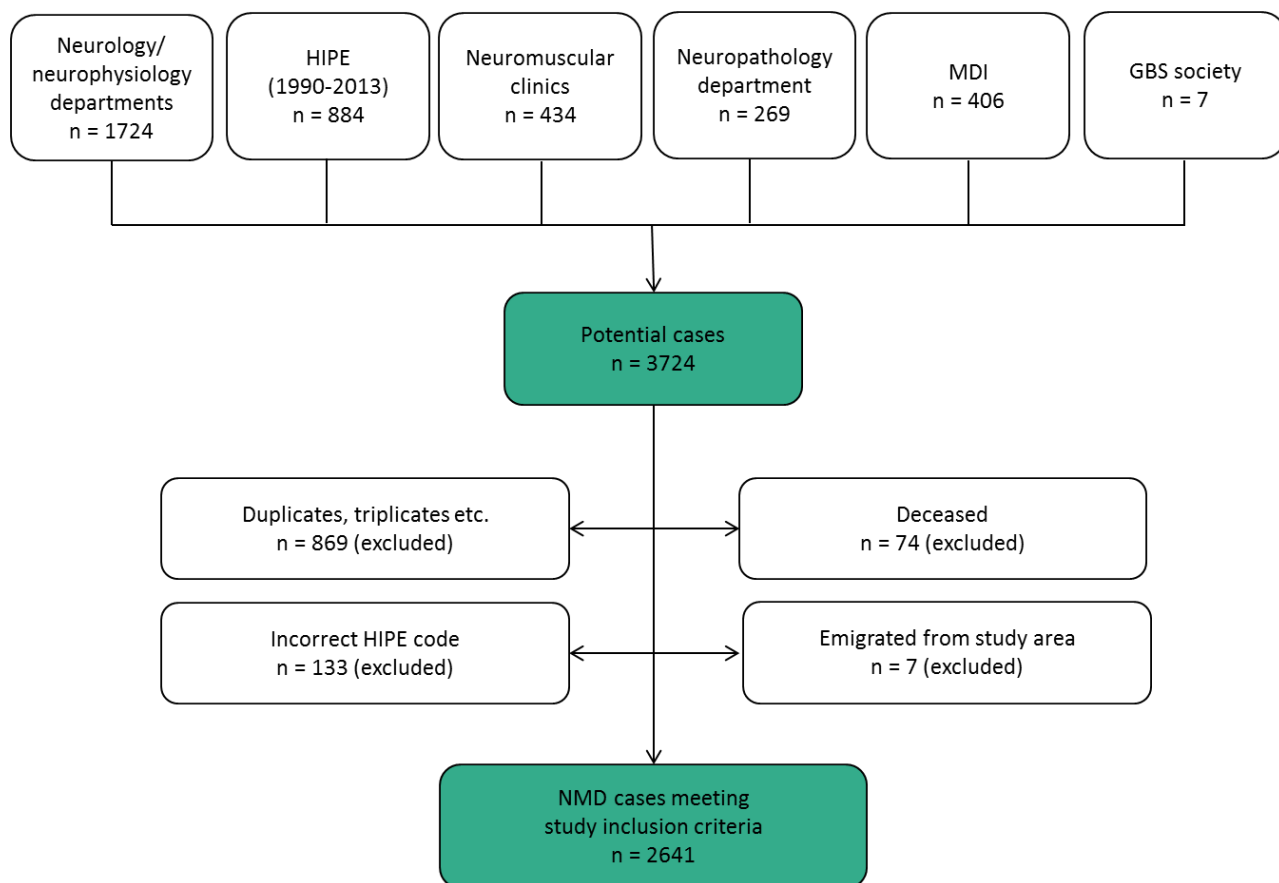 Neurology/
neurophysiology
departments
n = 1724
HIPE
(1990-2013)
n = 884
Neuromuscular
clinics
n = 434
Neuropathology
department
n = 269
MDI
n = 406
GBS society
n = 7
Potential cases
n = 3724
Duplicates, triplicates etc.
n = 869 (excluded)
Deceased
n = 74 (excluded)
Incorrect HIPE code
n = 133 (excluded)
Emigrated from study area
n = 7 (excluded)
NMD cases meeting
study inclusion criteria
n = 2641